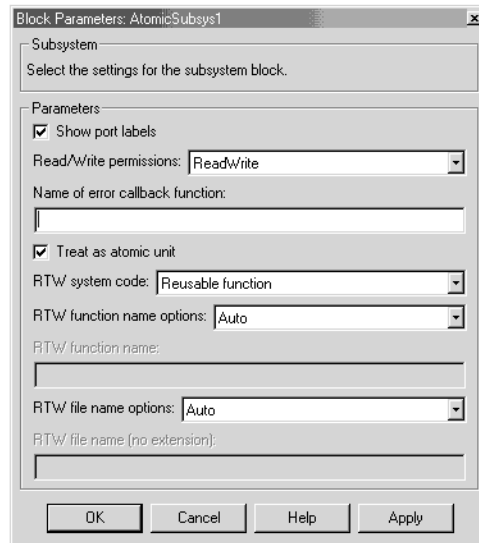 Block Parameters: AtomicSubsys1
Subsystem
Select the settings for the subsystem block.
Parameters
Show port labels
Read/Write permissions: ReadWrite
Name of error callback function:
Treat as atomic unit
RTW system code: Reusable function
RTW function name options: Auto
RTW function name:
RTW file name options: Auto
RTW file name (no extension):
OK Cancel Help Apply